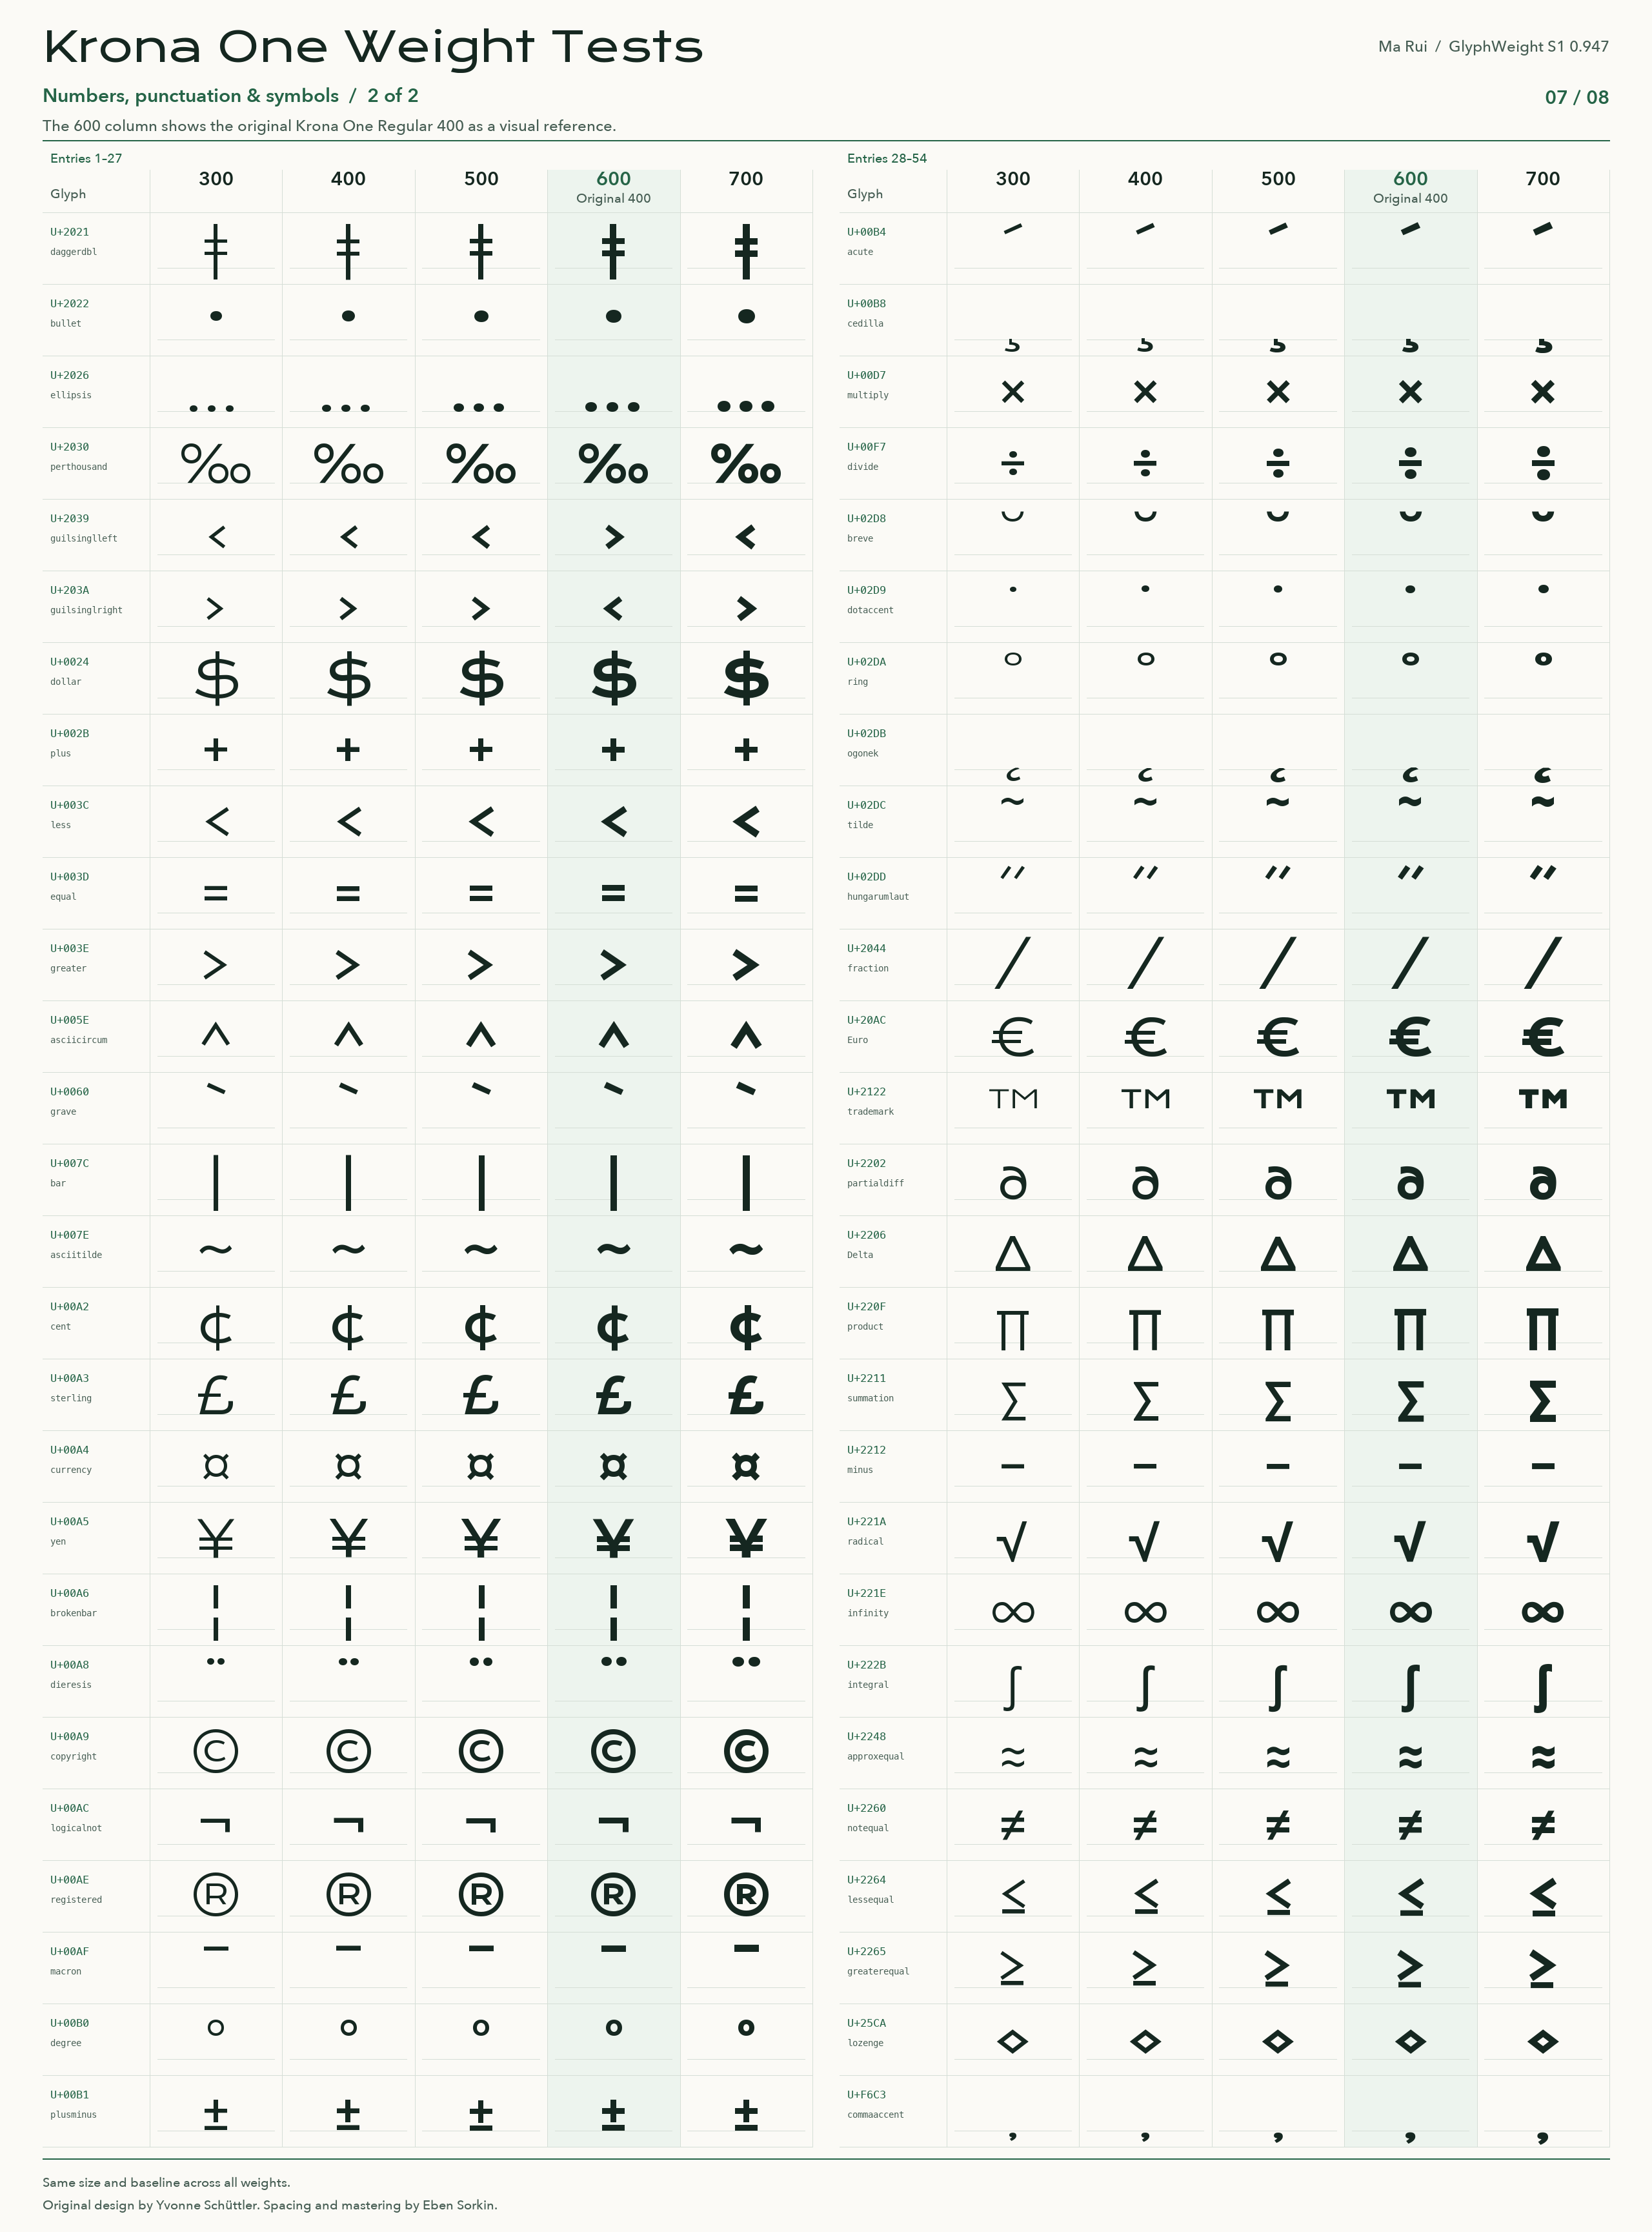 Krona One Weight Tests
Ma Rui / GlyphWeight S1 0.947
Numbers, punctuation & symbols / 2 of 2
07 / 08
The 600 column shows the original Krona One Regular 400 as a visual reference.
Entries 1–27
Glyph 300 400 500 600 700
Original 400
U+2021 daggerdbl ‡ ‡ ‡ ‡ ‡
U+2022 bullet • • • • •
U+2026 ellipsis … … … … …
U+2030 perthousand ‰ ‰ ‰ ‰ ‰
U+2039 guilsinglleft ‹ ‹ ‹ › ‹
U+203A guilsinglright › › › ‹ ›
U+0024 dollar $ $ $ $ $
U+002B plus + + + + +
U+003C less < < < < <
U+003D equal = = = = =
U+003E greater > > > > >
U+005E asciicircum ^ ^ ^ ^ ^
U+0060 grave ` ` ` ` `
U+007C bar | | | | |
U+007E asciitilde ~ ~ ~ ~ ~
U+00A2 cent ¢ ¢ ¢ ¢ ¢
U+00A3 sterling £ £ £ £ £
U+00A4 currency ¤ ¤ ¤ ¤ ¤
U+00A5 yen ¥ ¥ ¥ ¥ ¥
U+00A6 brokenbar ¦ ¦ ¦ ¦ ¦
U+00A8 dieresis ¨ ¨ ¨ ¨ ¨
U+00A9 copyright © © © © ©
U+00AC logicalnot ¬ ¬ ¬ ¬ ¬
U+00AE registered ® ® ® ® ®
U+00AF macron ¯ ¯ ¯ ¯ ¯
U+00B0 degree ° ° ° ° °
U+00B1 plusminus ± ± ± ± ±
Entries 28–54
Glyph 300 400 500 600 700
Original 400
U+00B4 acute ´ ´ ´ ´ ´
U+00B8 cedilla ¸ ¸ ¸ ¸ ¸
U+00D7 multiply × × × × ×
U+00F7 divide ÷ ÷ ÷ ÷ ÷
U+02D8 breve ˘ ˘ ˘ ˘ ˘
U+02D9 dotaccent ˙ ˙ ˙ ˙ ˙
U+02DA ring ˚ ˚ ˚ ˚ ˚
U+02DB ogonek ˛ ˛ ˛ ˛ ˛
U+02DC tilde ˜ ˜ ˜ ˜ ˜
U+02DD hungarumlaut ˝ ˝ ˝ ˝ ˝
U+2044 fraction ⁄ ⁄ ⁄ ⁄ ⁄
U+20AC Euro € € € € €
U+2122 trademark ™ ™ ™ ™ ™
U+2202 partialdiff ∂ ∂ ∂ ∂ ∂
U+2206 Delta ∆ ∆ ∆ ∆ ∆
U+220F product ∏ ∏ ∏ ∏ ∏
U+2211 summation ∑ ∑ ∑ ∑ ∑
U+2212 minus − − − − −
U+221A radical √ √ √ √ √
U+221E infinity ∞ ∞ ∞ ∞ ∞
U+222B integral ∫ ∫ ∫ ∫ ∫
U+2248 approxequal ≈ ≈ ≈ ≈ ≈
U+2260 notequal ≠ ≠ ≠ ≠ ≠
U+2264 lessequal ≤ ≤ ≤ ≤ ≤
U+2265 greaterequal ≥ ≥ ≥ ≥ ≥
U+25CA lozenge ◊ ◊ ◊ ◊ ◊
U+F6C3 commaaccent , , , , ,
Same size and baseline across all weights.
Original design by Yvonne Schüttler. Spacing and mastering by Eben Sorkin.